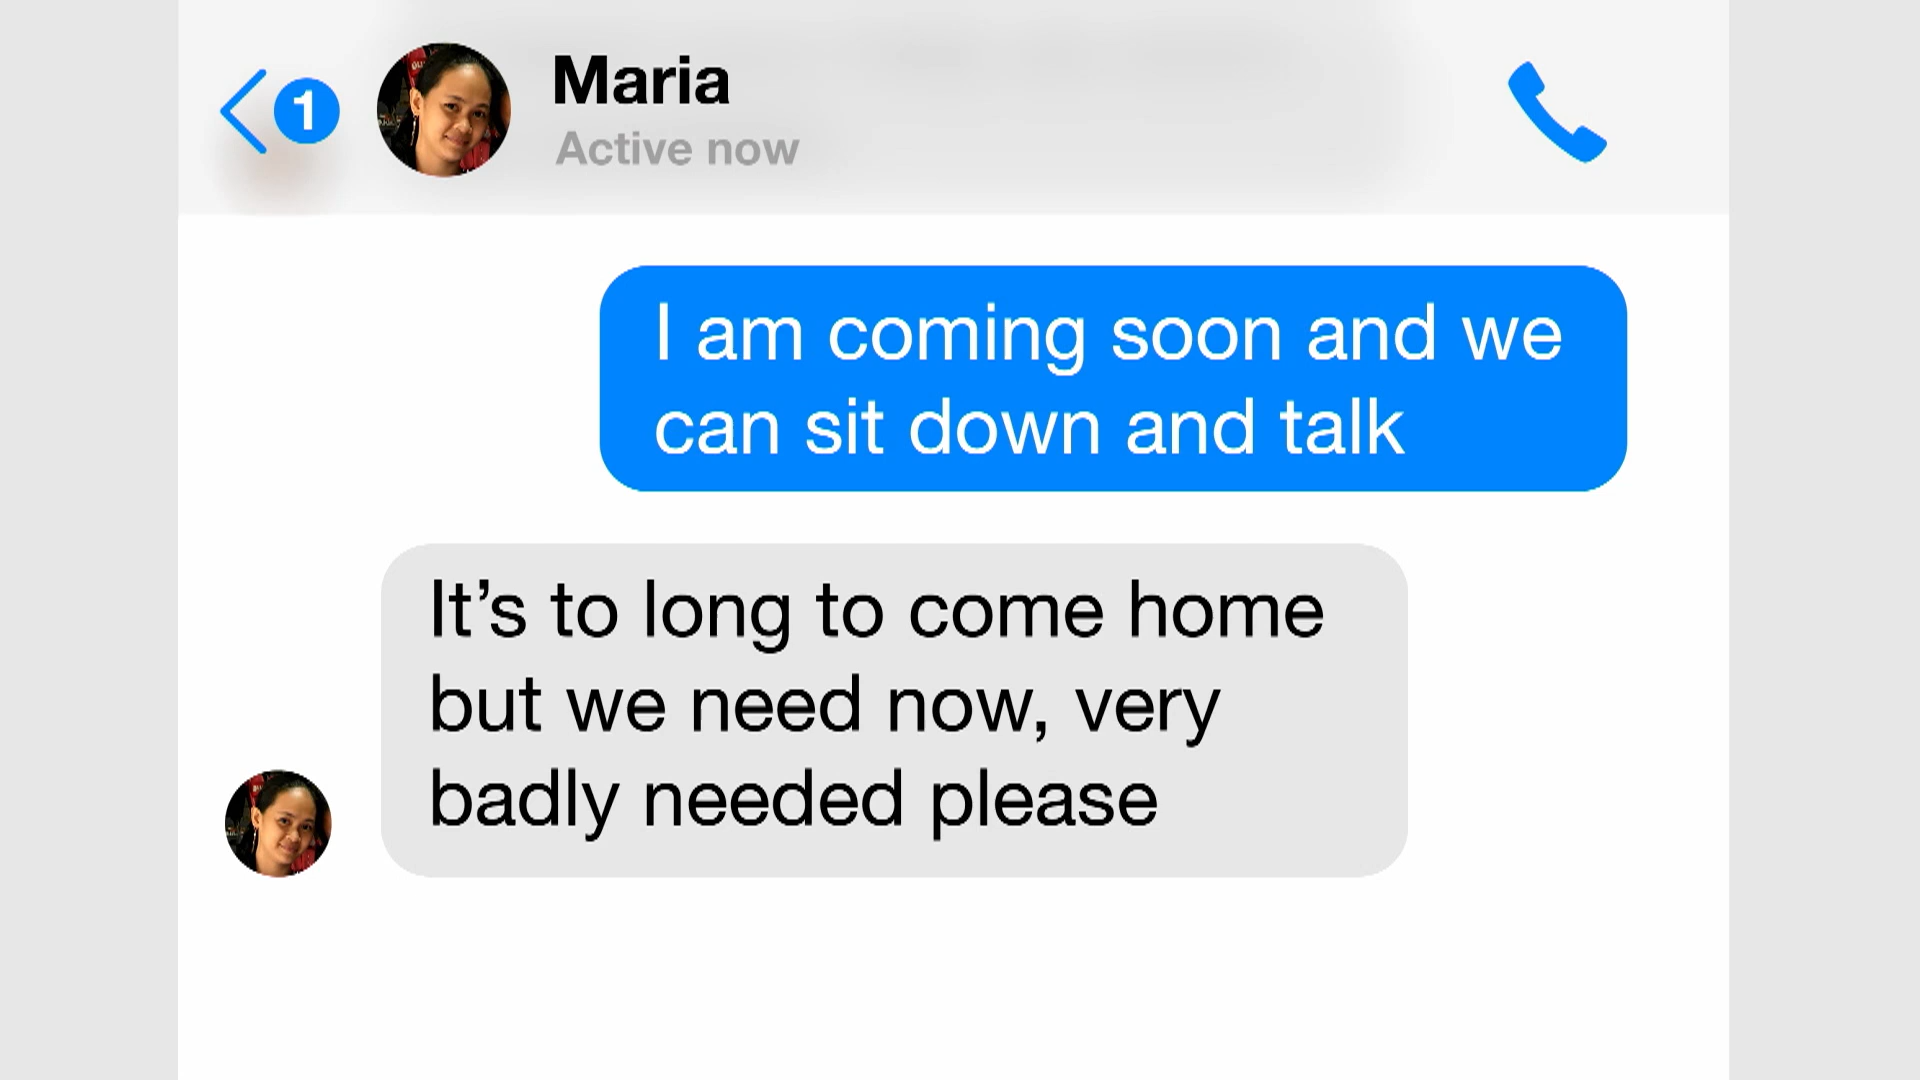 1
Maria
Active now
I am coming soon and we
can sit down and talk
It’s to long to come home
but we need now, very
badly needed please